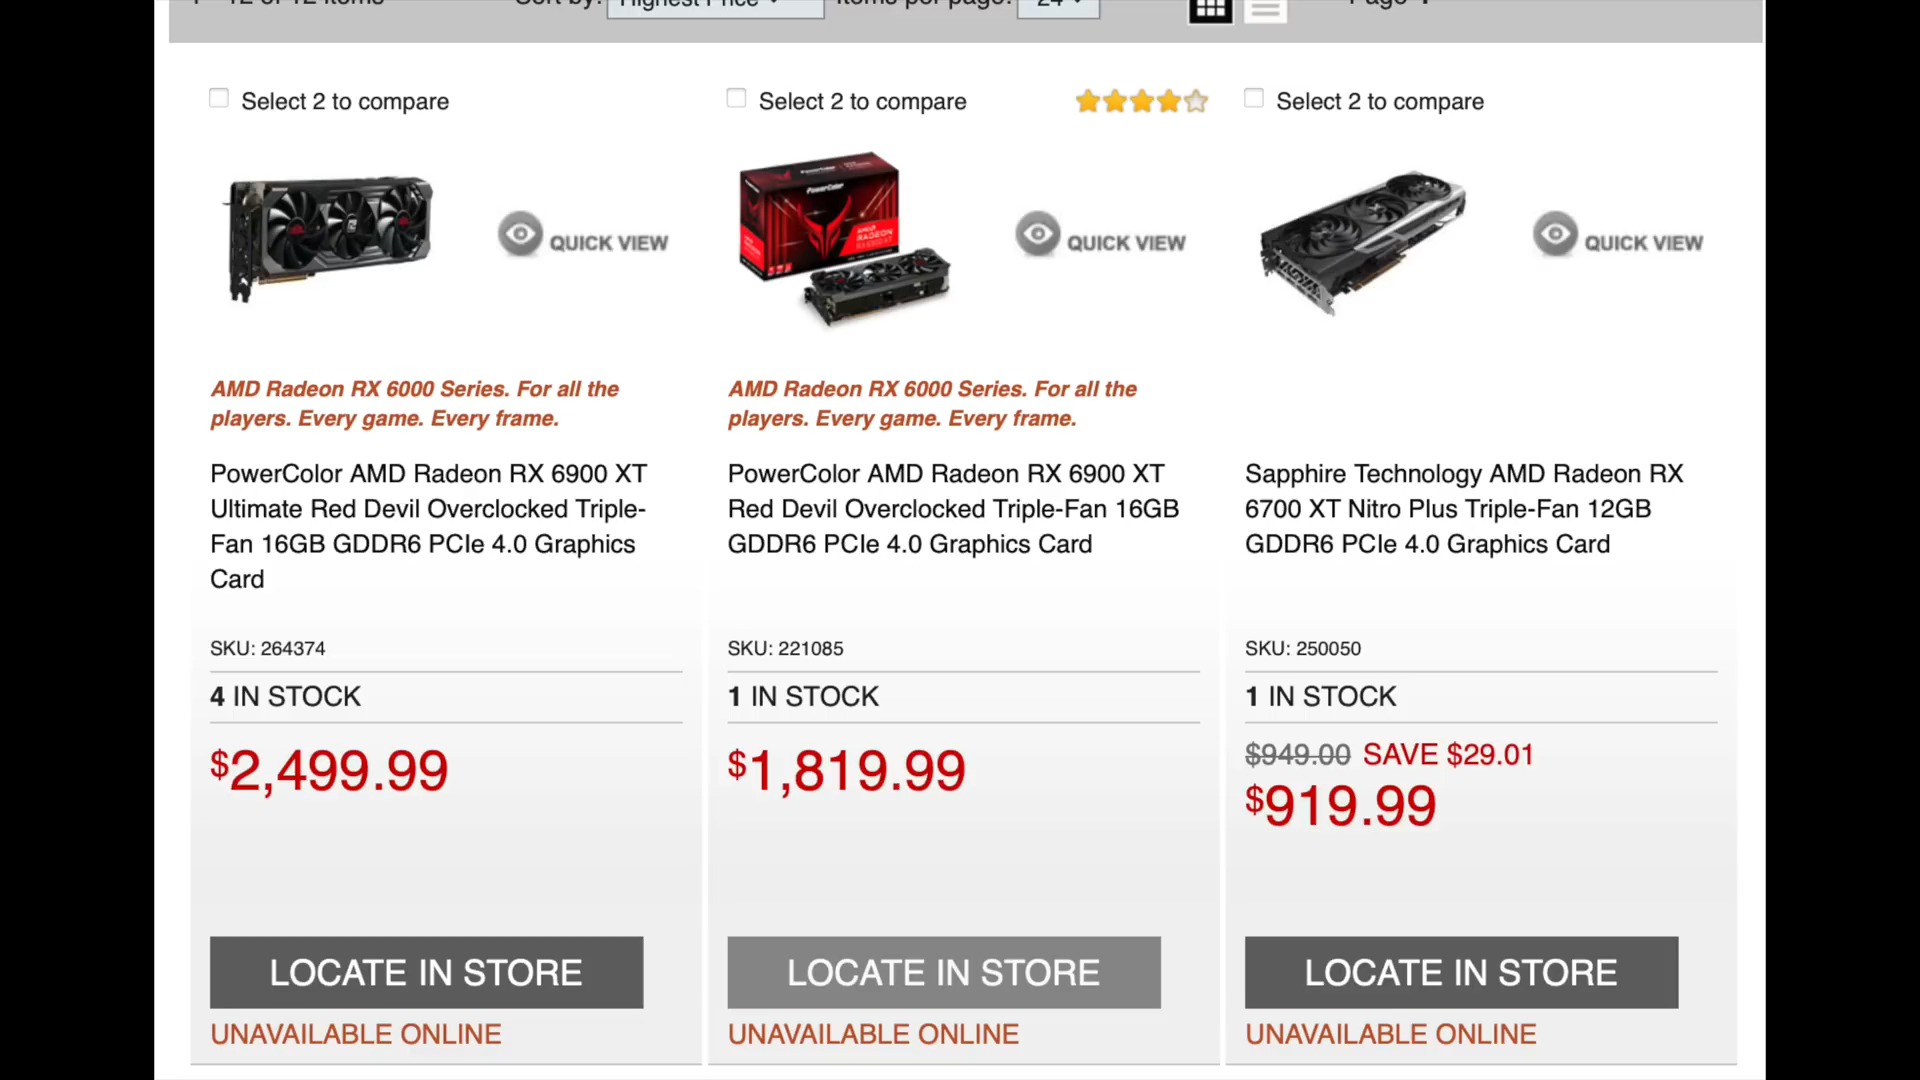 Select 2 to compare
Select 2 to compare
Select 2 to compare
QUICK VIEW
PowerColor
QUICK VIEW
QUICK VIEW
AMD Radeon RX 6000 Series. For all the
players. Every game. Every frame.
AMD Radeon RX 6000 Series. For all the
players. Every game. Every frame.
PowerColor AMD Radeon RX 6900 XT
Ultimate Red Devil Overclocked Triple-
Fan 16GB GDDR6 PCIe 4.0 Graphics
Card
PowerColor AMD Radeon RX 6900 XT
Red Devil Overclocked Triple-Fan 16GB
GDDR6 PCIe 4.0 Graphics Card
Sapphire Technology AMD Radeon RX
6700 XT Nitro Plus Triple-Fan 12GB
GDDR6 PCIe 4.0 Graphics Card
SKU: 264374
SKU: 221085
SKU: 250050
4 IN STOCK
1 IN STOCK
1 IN STOCK
$2,499.99
$1,819.99
$949.00 SAVE $29.01
$919.99
LOCATE IN STORE
LOCATE IN STORE
LOCATE IN STORE
UNAVAILABLE ONLINE
UNAVAILABLE ONLINE
UNAVAILABLE ONLINE